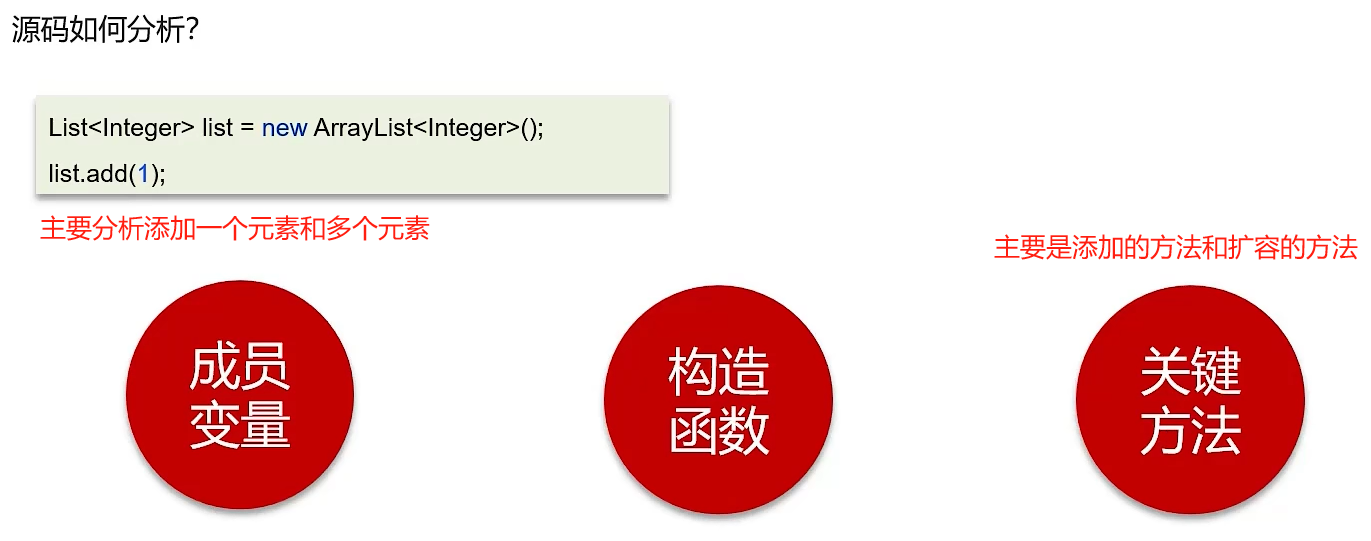 源码如何分析?
List<Integer> list = new ArrayList<Integer>();
list.add(1);
主要分析添加一个元素和多个元素
主要是添加的方法和扩容的方法
成员
变量
构造
函数
关键
方法